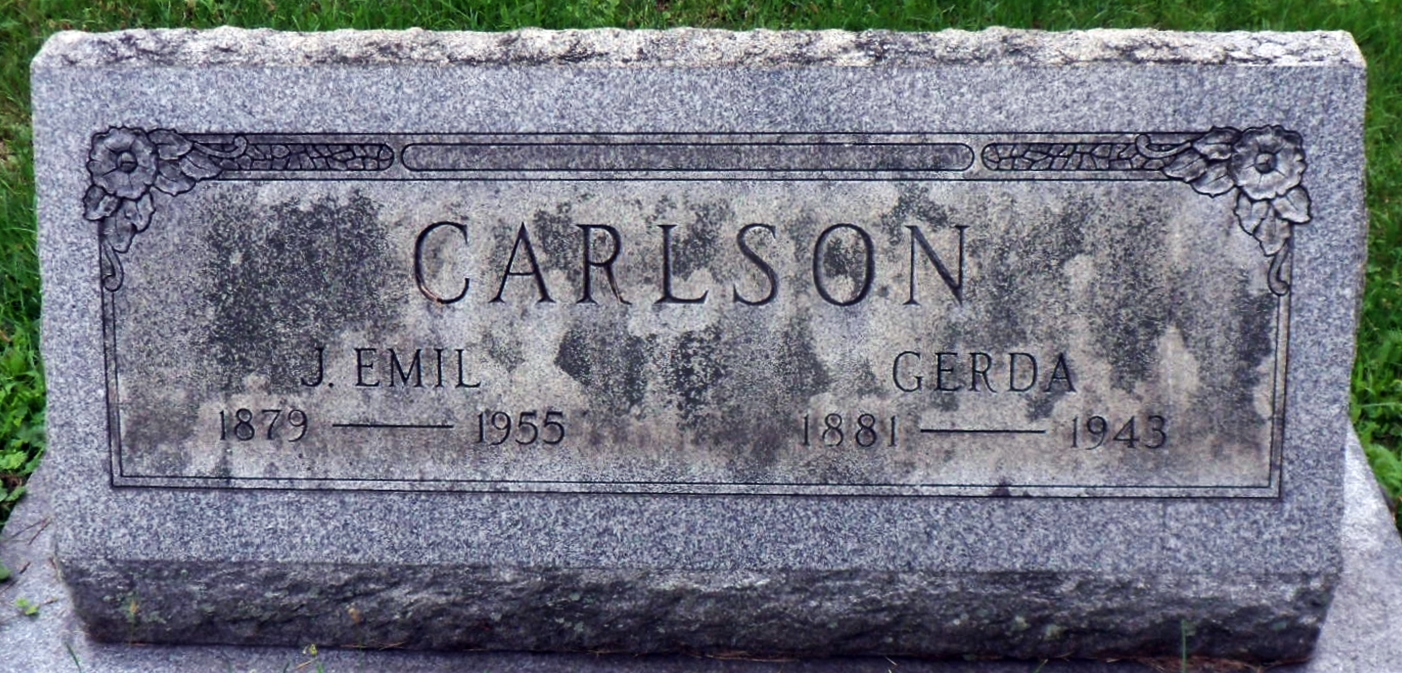 CARLSON
J. EMIL GERDA
1879 — 1955 1881 — 1943